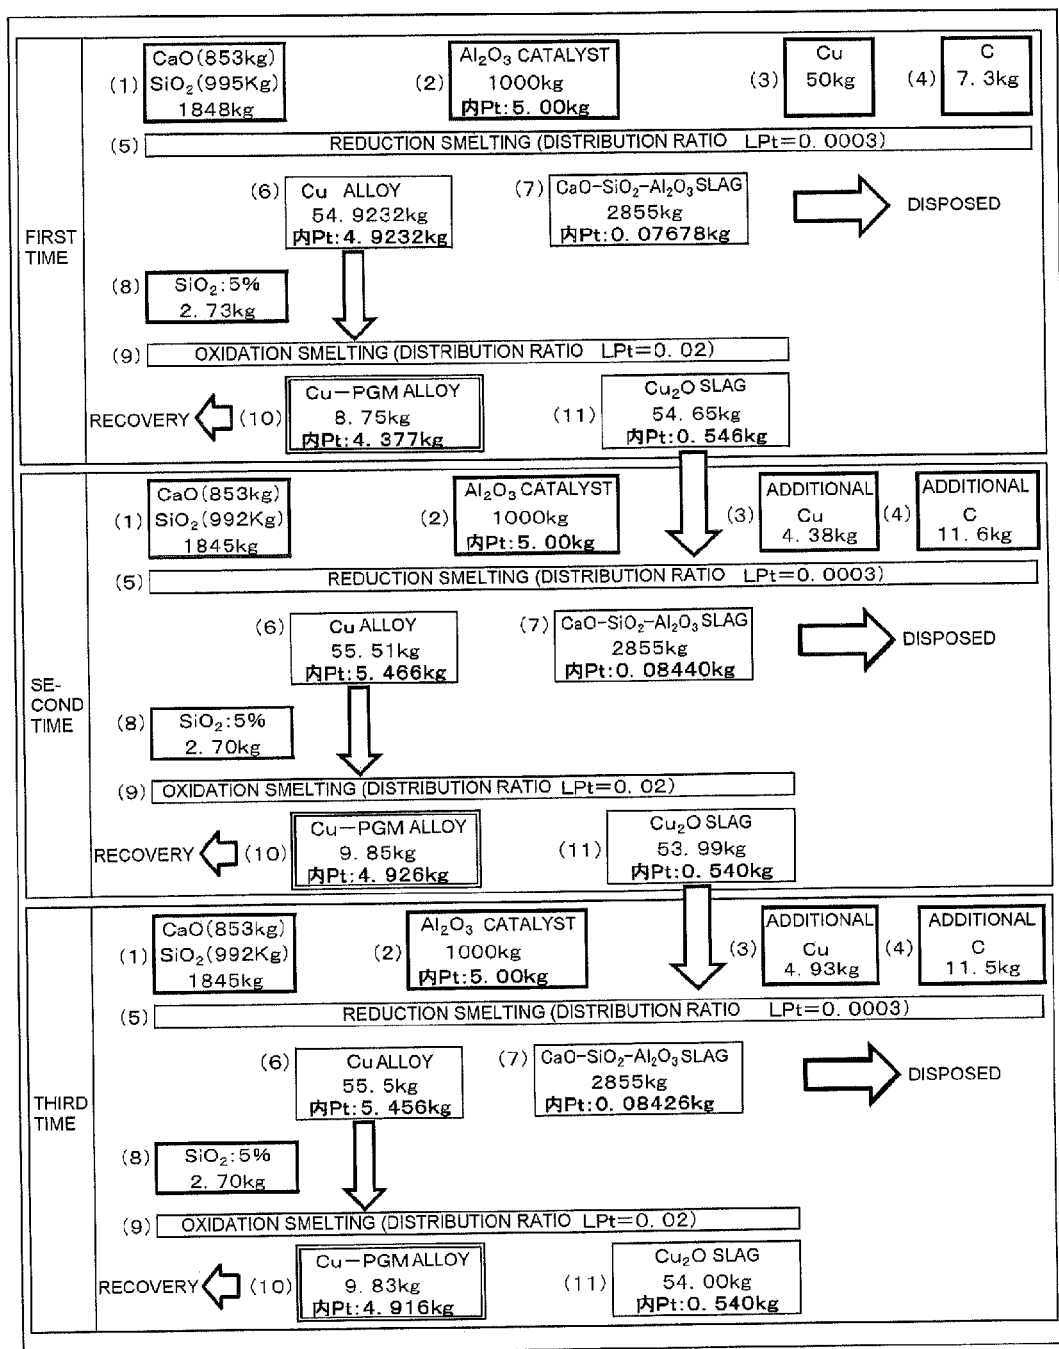 FIRST
TIME
(1) CaO(853kg)
SiO₂(995Kg)
1848kg
(2) Al₂O₃ CATALYST
1000kg
内Pt:5.00kg
(3) Cu
50kg
(4) C
7.3kg
(5) REDUCTION SMELTING (DISTRIBUTION RATIO LPt=0.0003)
(6) Cu ALLOY
54.9232kg
内Pt:4.9232kg
(7) CaO-SiO₂-Al₂O₃SLAG
2855kg
内Pt:0.07678kg
DISPOSED
(8) SiO₂:5%
2.73kg
(9) OXIDATION SMELTING (DISTRIBUTION RATIO LPt=0.02)
RECOVERY
(10) Cu-PGM ALLOY
8.75kg
内Pt:4.377kg
(11) Cu₂O SLAG
54.65kg
内Pt:0.546kg
SE-
COND
TIME
(1) CaO(853kg)
SiO₂(992Kg)
1845kg
(2) Al₂O₃ CATALYST
1000kg
内Pt:5.00kg
(3) ADDITIONAL
Cu
4.38kg
(4) ADDITIONAL
C
11.6kg
(5) REDUCTION SMELTING (DISTRIBUTION RATIO LPt=0.0003)
(6) Cu ALLOY
55.51kg
内Pt:5.466kg
(7) CaO-SiO₂-Al₂O₃SLAG
2855kg
内Pt:0.08440kg
DISPOSED
(8) SiO₂:5%
2.70kg
(9) OXIDATION SMELTING (DISTRIBUTION RATIO LPt=0.02)
RECOVERY
(10) Cu-PGM ALLOY
9.85kg
内Pt:4.926kg
(11) Cu₂O SLAG
53.99kg
内Pt:0.540kg
THIRD
TIME
(1) CaO(853kg)
SiO₂(992Kg)
1845kg
(2) Al₂O₃ CATALYST
1000kg
内Pt:5.00kg
(3) ADDITIONAL
Cu
4.93kg
(4) ADDITIONAL
C
11.5kg
(5) REDUCTION SMELTING (DISTRIBUTION RATIO LPt=0.0003)
(6) Cu ALLOY
55.5kg
内Pt:5.456kg
(7) CaO-SiO₂-Al₂O₃SLAG
2855kg
内Pt:0.08426kg
DISPOSED
(8) SiO₂:5%
2.70kg
(9) OXIDATION SMELTING (DISTRIBUTION RATIO LPt=0.02)
RECOVERY
(10) Cu-PGM ALLOY
9.83kg
内Pt:4.916kg
(11) Cu₂O SLAG
54.00kg
内Pt:0.540kg